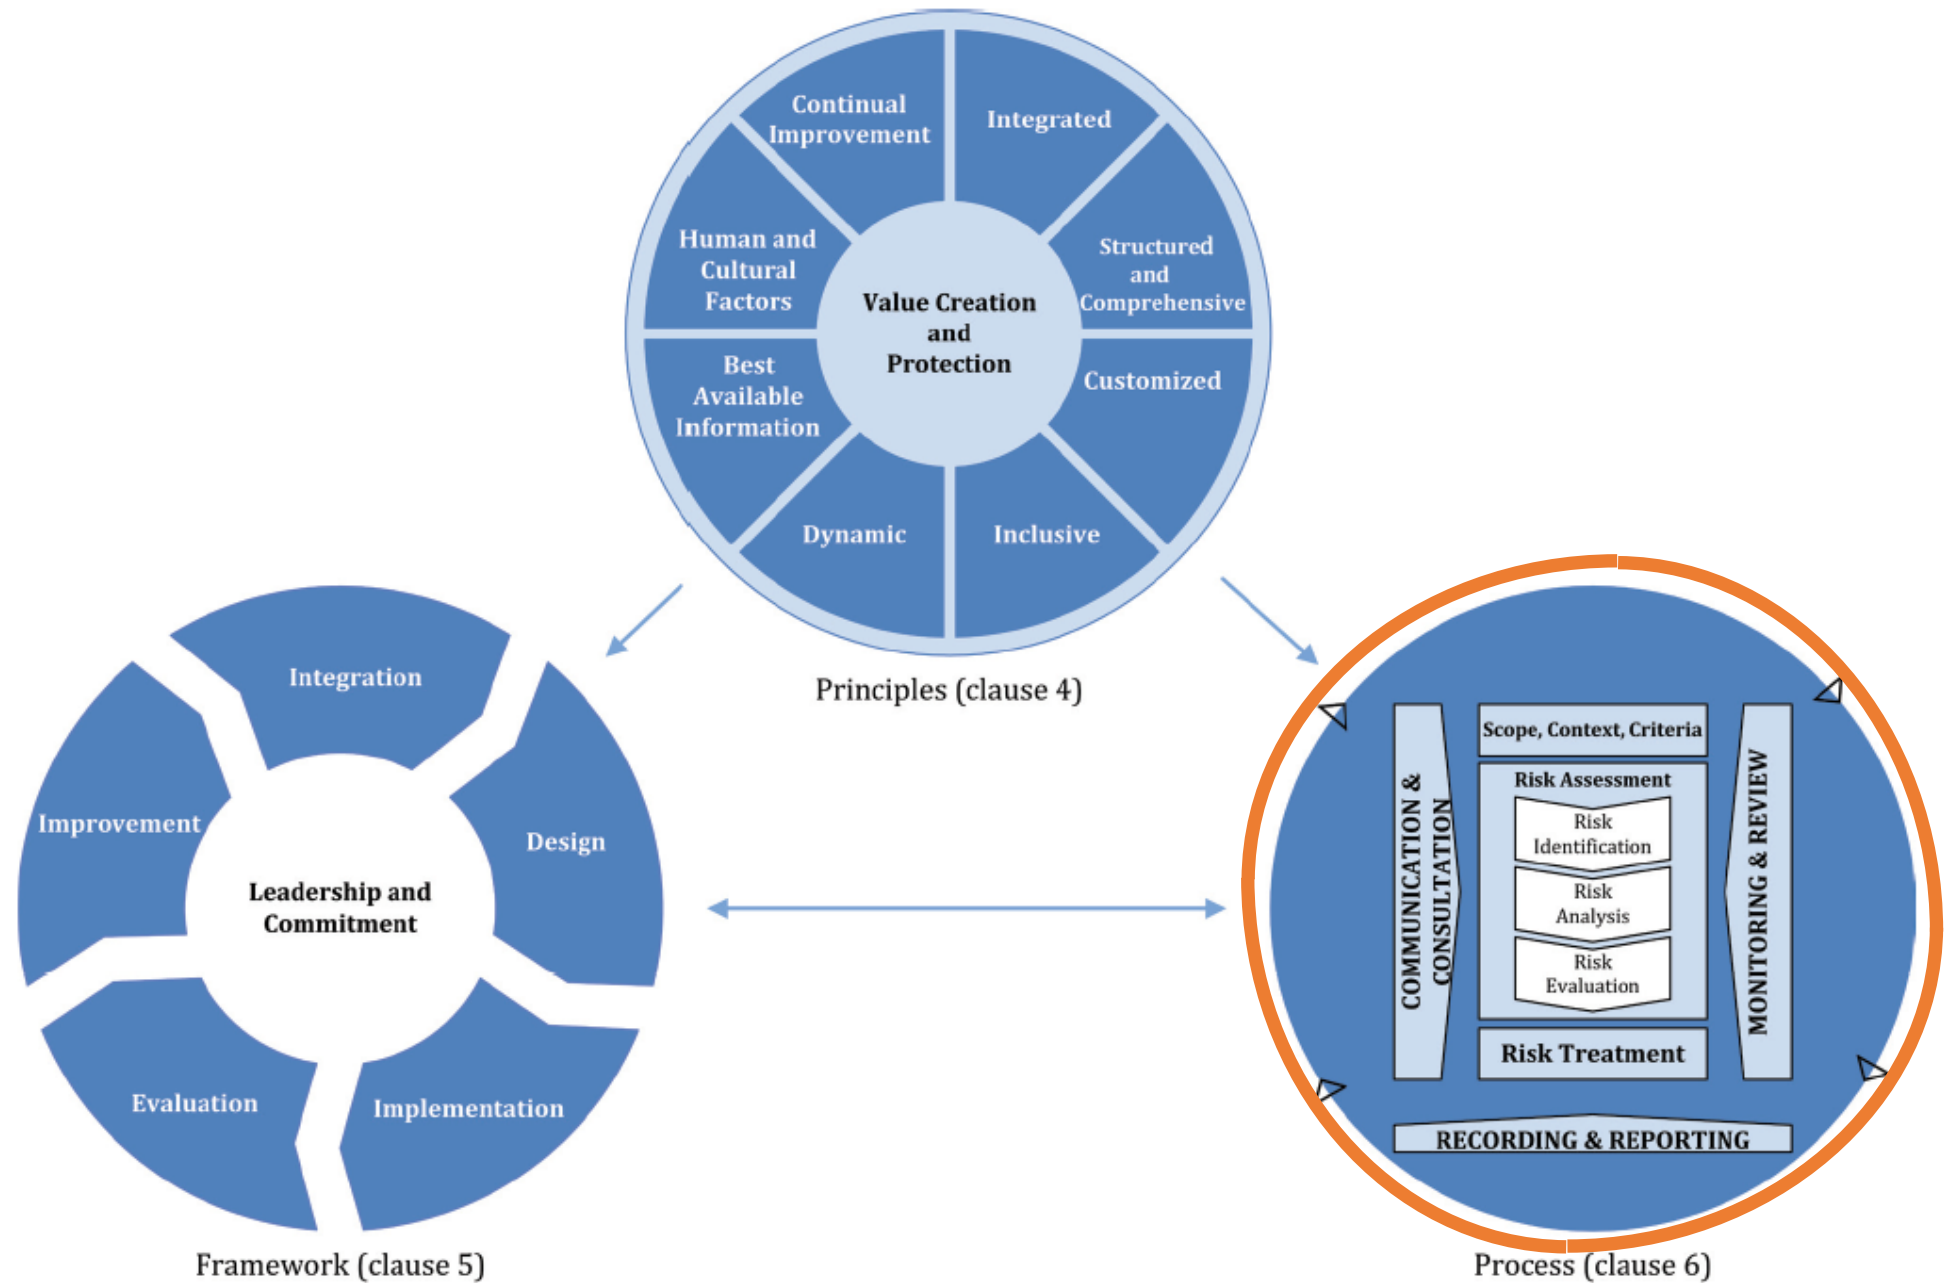 Continual
Improvement
Integrated
Human and
Cultural
Factors
Structured
and
Comprehensive
Value Creation
and
Protection
Best
Available
Information
Customized
Dynamic
Inclusive
Principles (clause 4)
Integration
Improvement
Design
Leadership and
Commitment
Evaluation
Implementation
Framework (clause 5)
COMMUNICATION &
CONSULTATION
Scope, Context, Criteria
Risk Assessment
Risk
Identification
Risk
Analysis
Risk
Evaluation
Risk Treatment
MONITORING & REVIEW
RECORDING & REPORTING
Process (clause 6)